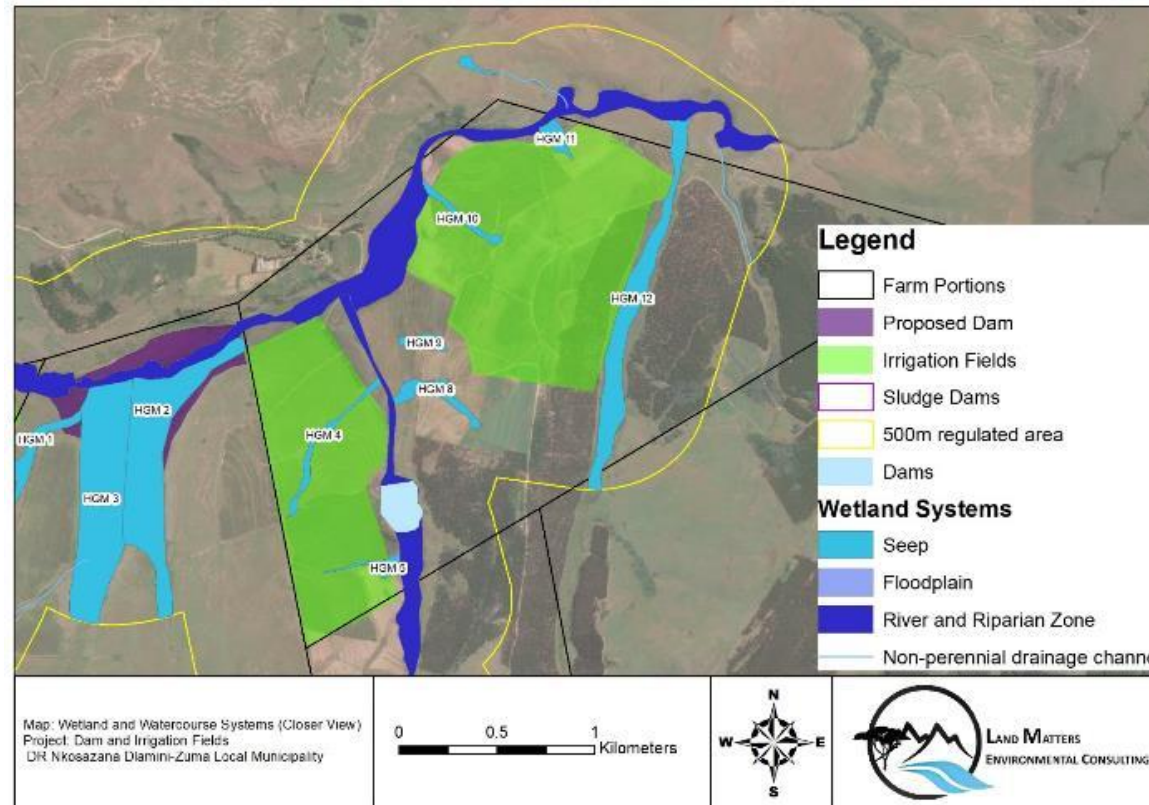 HGM 11
HGM 10
HGM 12
HGM 9
HGM 8
HGM 4
HGM 2
HGM 1
HGM 3
HGM 5
Legend
Farm Portions
Proposed Dam
Irrigation Fields
Sludge Dams
500m regulated area
Dams
Wetland Systems
Seep
Floodplain
River and Riparian Zone
Non-perennial drainage channe
Map: Wetland and Watercourse Systems (Closer View)
Project: Dam and Irrigation Fields
DR Nkosazana Dlamini-Zuma Local Municipality
0 0.5 1
Kilometers
N
W E
S
LAND MATTERS
ENVIRONMENTAL CONSULTING